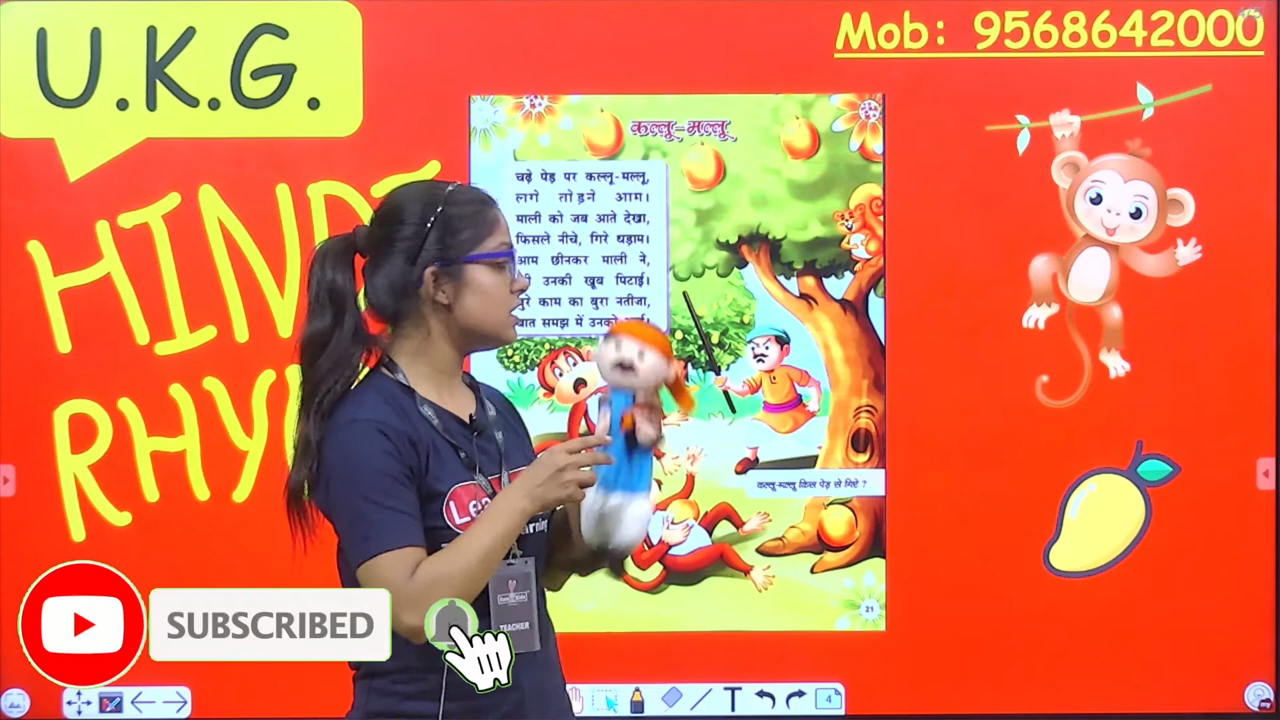 U.K.G.
Mob: 9568642000
HINDI
RHY
कल्लू-मल्लू
चढ़े पेड़ पर कल्लू-मल्लू,
लगे तोड़ने आम।
माली को जब आते देखा,
फिसले नीचे, गिरे धड़ाम।
आम छीनकर माली ने,
उनकी खूब पिटाई।
बुरे काम का बुरा नतीजा,
बात समझ में उनको
कल्लू-मल्लू किस पेड़ से गिरे ?
21
TEACHER
SUBSCRIBED
T
4